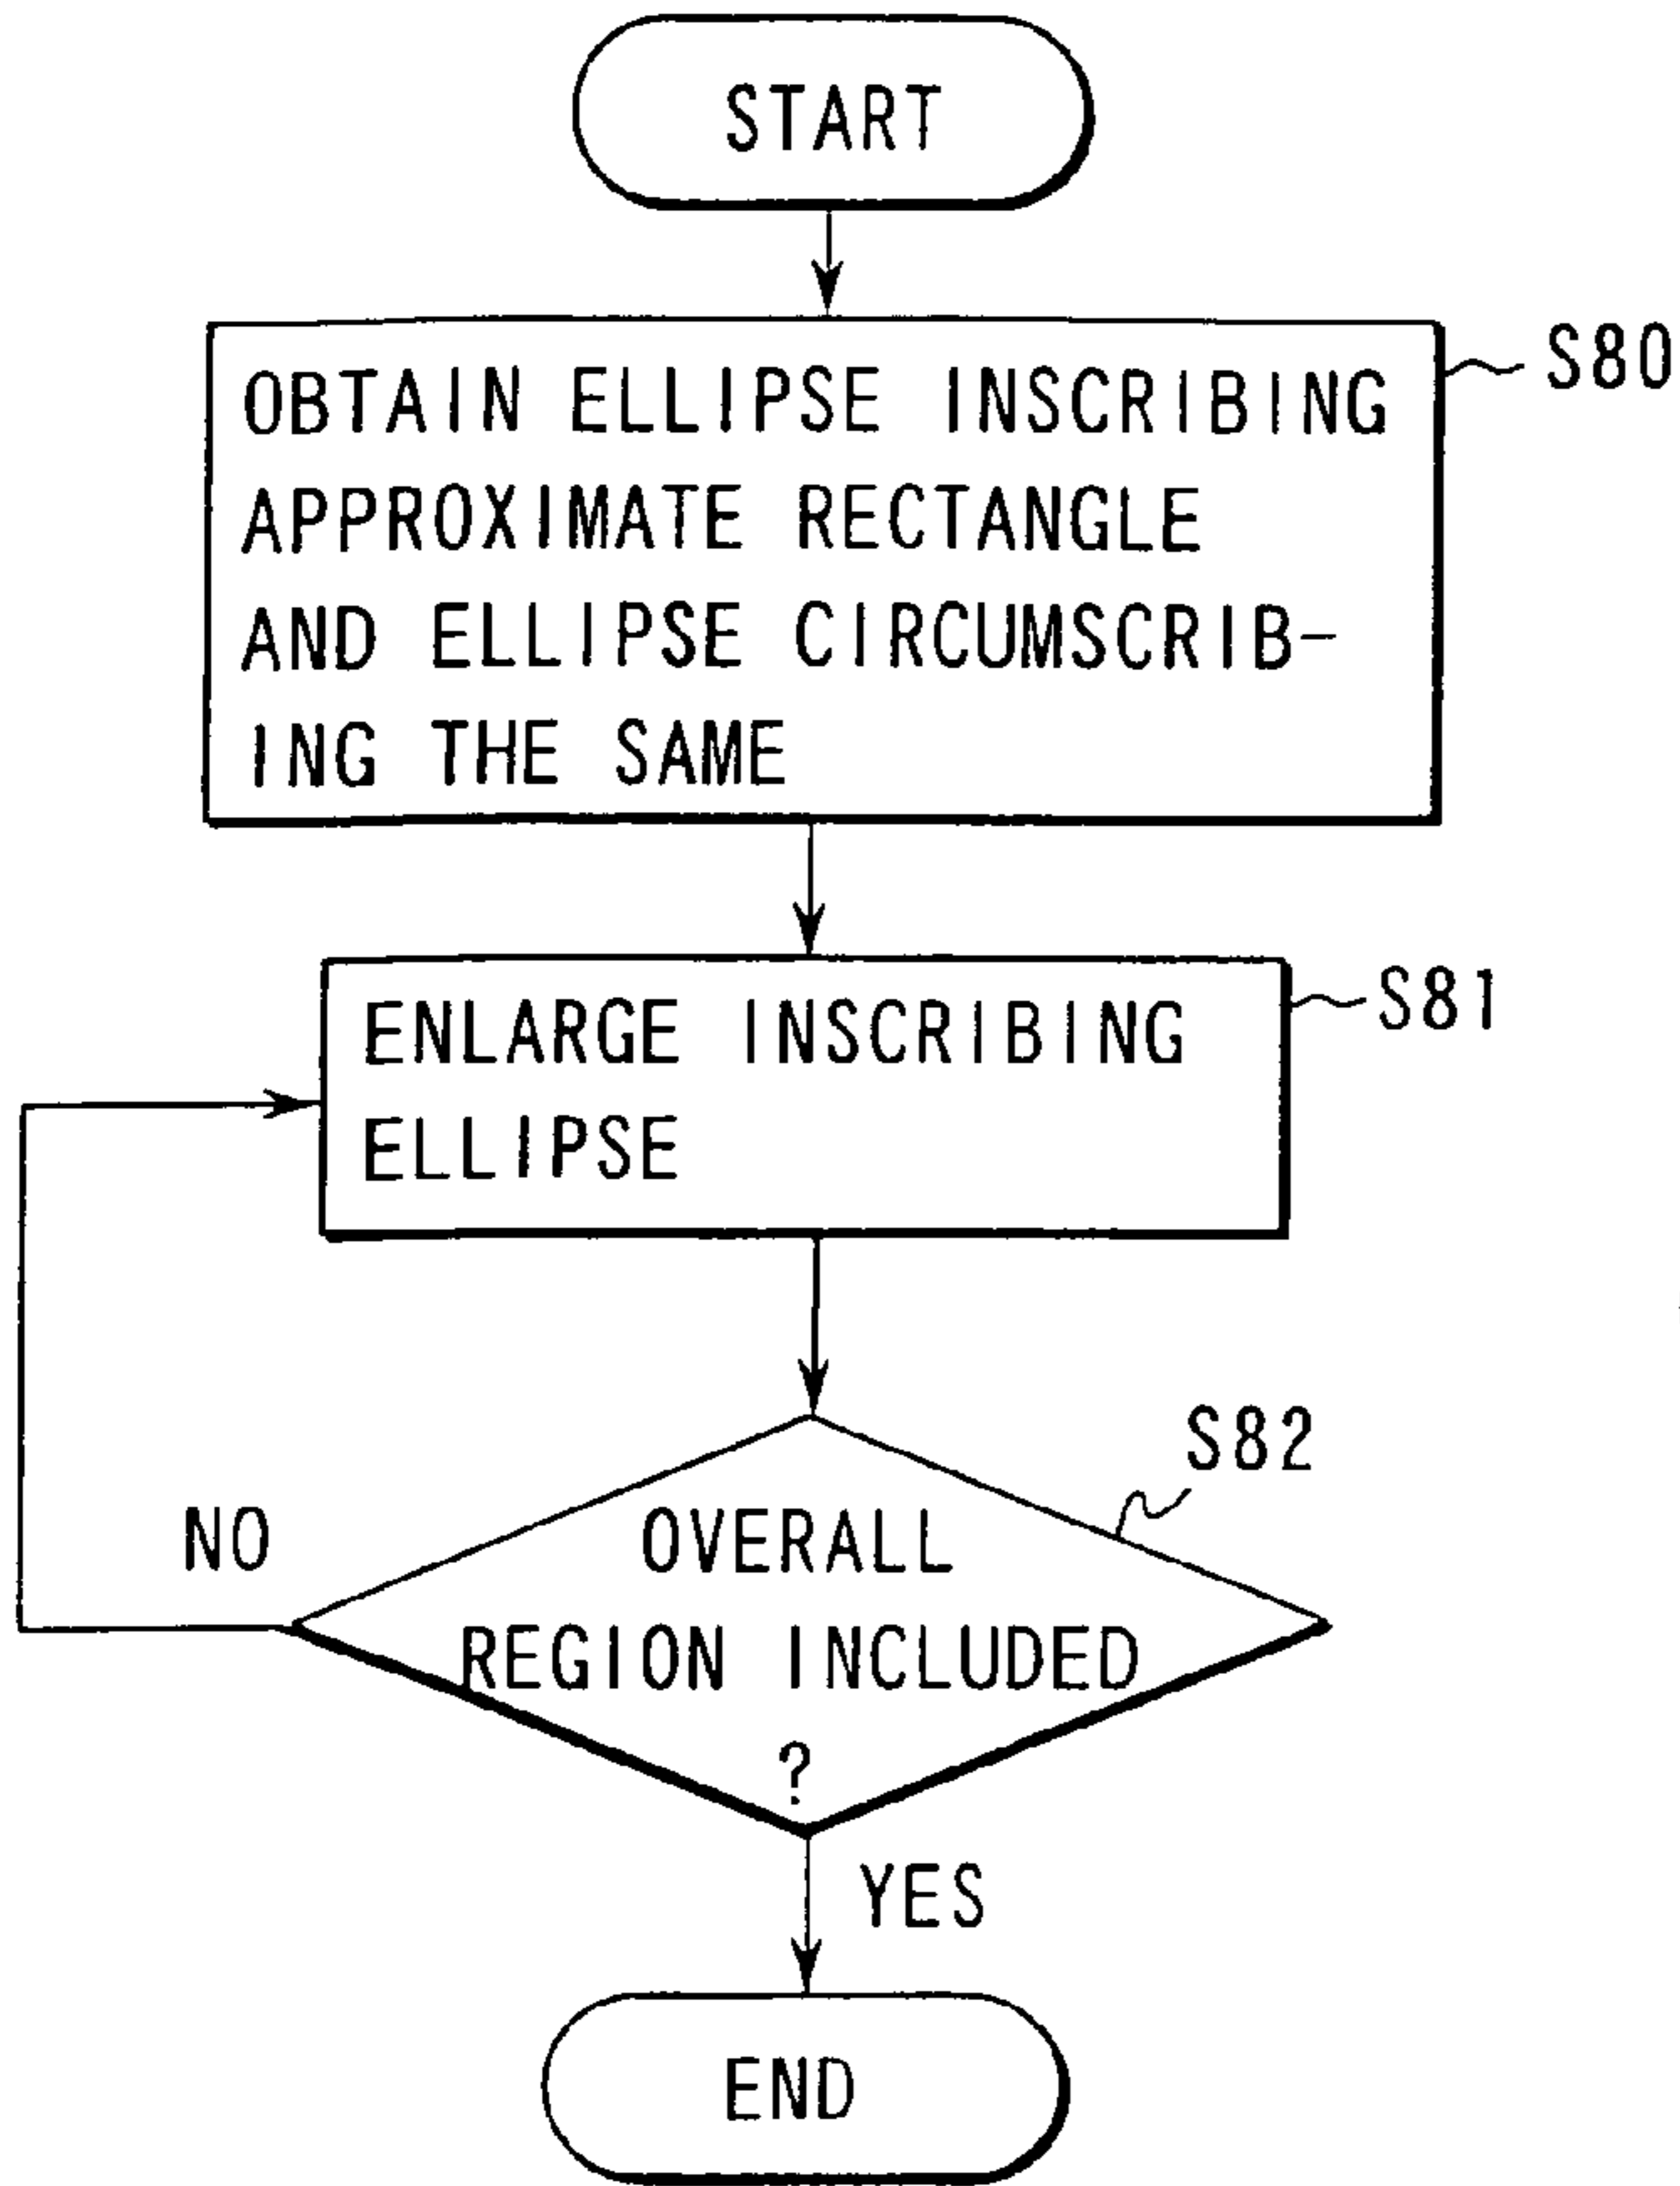 START
OBTAIN ELLIPSE INSCRIBING
APPROXIMATE RECTANGLE
AND ELLIPSE CIRCUMSCRIB-
ING THE SAME
S80
ENLARGE INSCRIBING
ELLIPSE
S81
S82
NO
OVERALL
REGION INCLUDED
?
YES
END